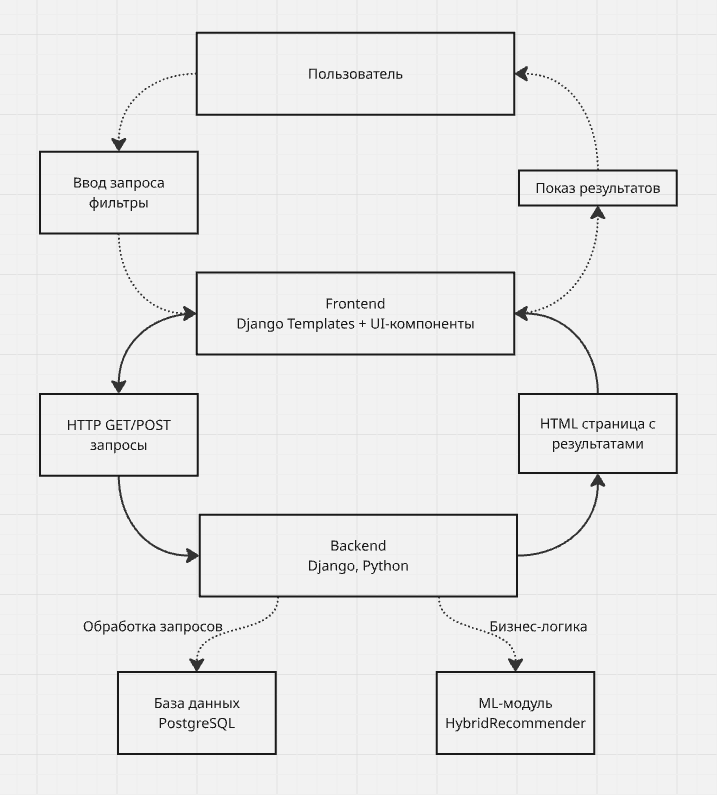 Пользователь
Ввод запроса
фильтры
Показ результатов
Frontend
Django Templates + UI-компоненты
HTTP GET/POST
запросы
HTML страница с
результатами
Backend
Django, Python
Обработка запросов
Бизнес-логика
База данных
PostgreSQL
ML-модуль
HybridRecommender